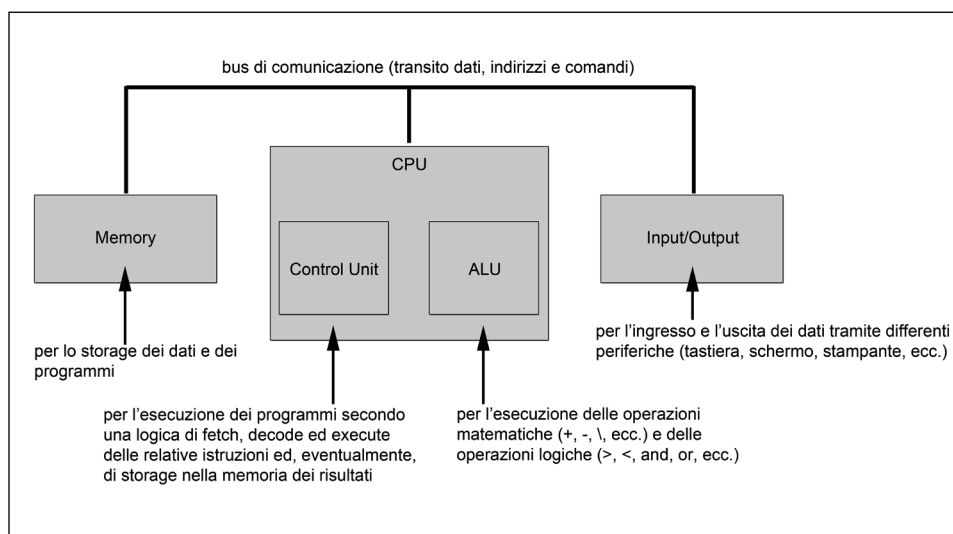 bus di comunicazione (transito dati, indirizzi e comandi)
CPU
Memory
Control Unit
ALU
Input/Output
per lo storage dei dati e dei
programmi
per l'esecuzione dei programmi secondo
una logica di fetch, decode ed execute
delle relative istruzioni ed, eventualmente,
di storage nella memoria dei risultati
per l'esecuzione delle operazioni
matematiche (+, -, \, ecc.) e delle
operazioni logiche (>, <, and, or, ecc.)
per l'ingresso e l'uscita dei dati tramite differenti
periferiche (tastiera, schermo, stampante, ecc.)